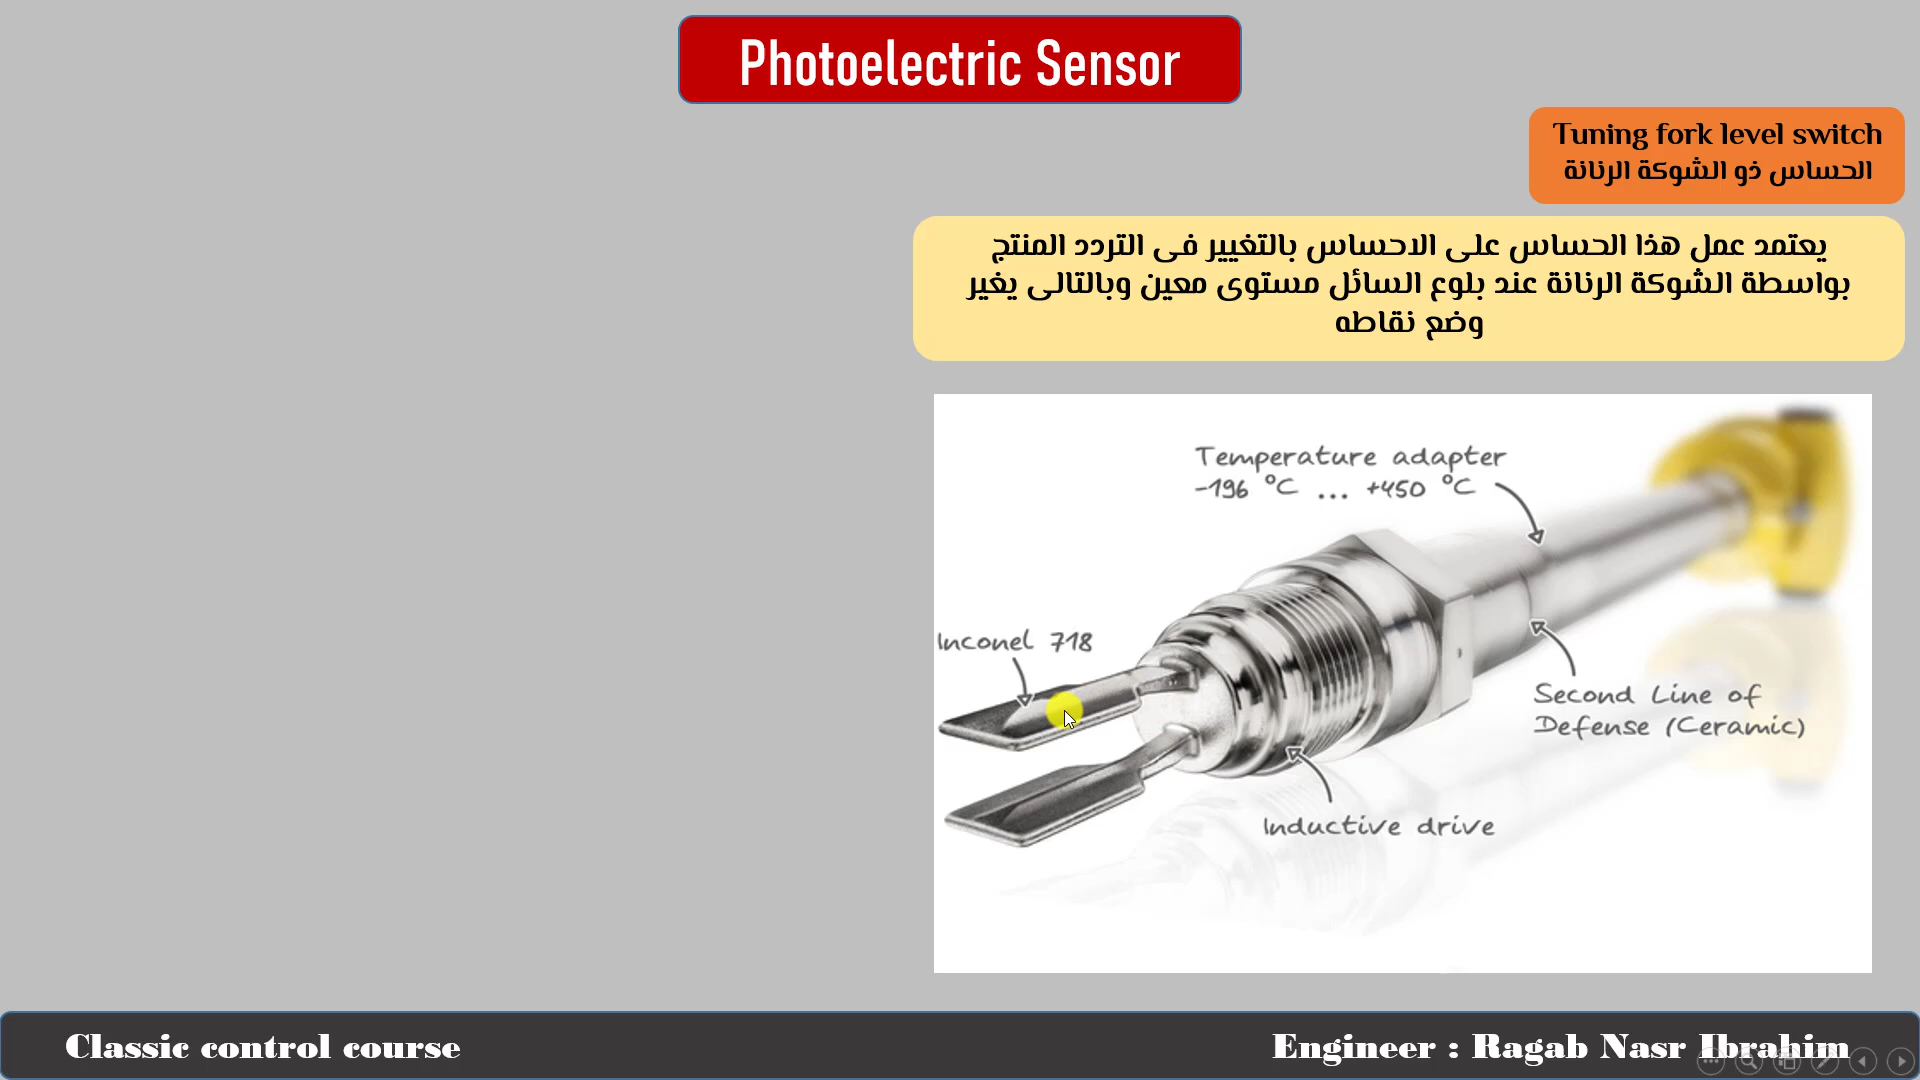 Photoelectric Sensor
Tuning fork level switch
الحساس ذو الشوكة الرنانة
يعتمد عمل هذا الحساس على الاحساس بالتغيير فى التردد المنتج
بواسطة الشوكة الرنانة عند بلوع السائل مستوى معين وبالتالى يغير
وضع نقاطه
Temperature adapter
-196 °C ... +450 °C
Inconel 718
Second Line of
Defense (Ceramic)
Inductive drive
Classic control course
Engineer : Ragab Nasr Ibrahim